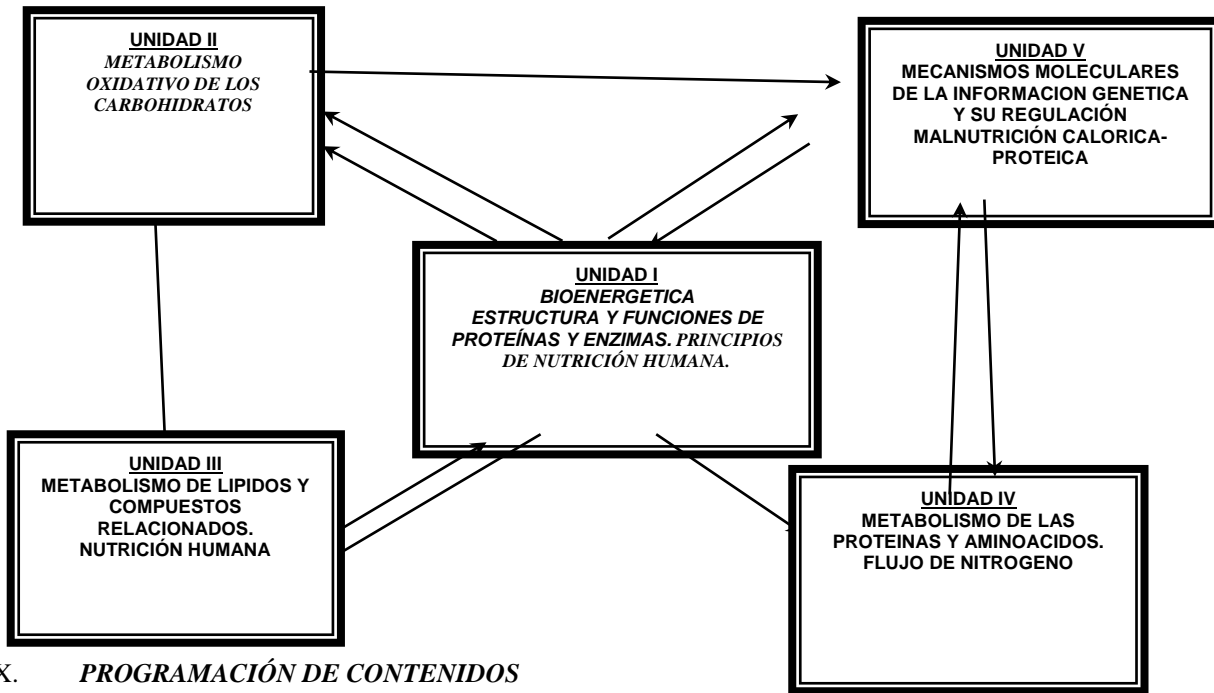 UNIDAD II
METABOLISMO
OXIDATIVO DE LOS
CARBOHIDRATOS
UNIDAD V
MECANISMOS MOLECULARES
DE LA INFORMACION GENETICA
Y SU REGULACIÓN
MALNUTRICIÓN CALORICA-
PROTEICA
UNIDAD I
BIOENERGETICA
ESTRUCTURA Y FUNCIONES DE
PROTEÍNAS Y ENZIMAS. PRINCIPIOS
DE NUTRICIÓN HUMANA.
UNIDAD III
METABOLISMO DE LIPIDOS Y
COMPUESTOS
RELACIONADOS.
NUTRICIÓN HUMANA
UNIDAD IV
METABOLISMO DE LAS
PROTEINAS Y AMINOACIDOS.
FLUJO DE NITROGENO
X. PROGRAMACIÓN DE CONTENIDOS